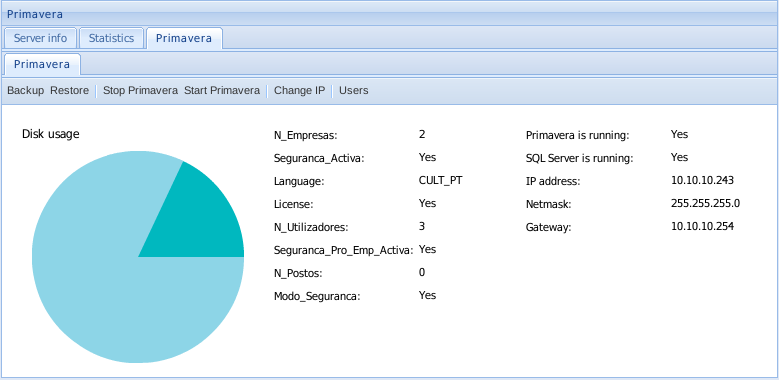 Primavera
Server info Statistics Primavera
Primavera
Backup Restore Stop Primavera Start Primavera Change IP Users
Disk usage
N_Empresas: 2
Seguranca_Activa: Yes
Language: CULT_PT
License: Yes
N_Utilizadores: 3
Seguranca_Pro_Emp_Activa: Yes
N_Postos: 0
Modo_Seguranca: Yes
Primavera is running: Yes
SQL Server is running: Yes
IP address: 10.10.10.243
Netmask: 255.255.255.0
Gateway: 10.10.10.254